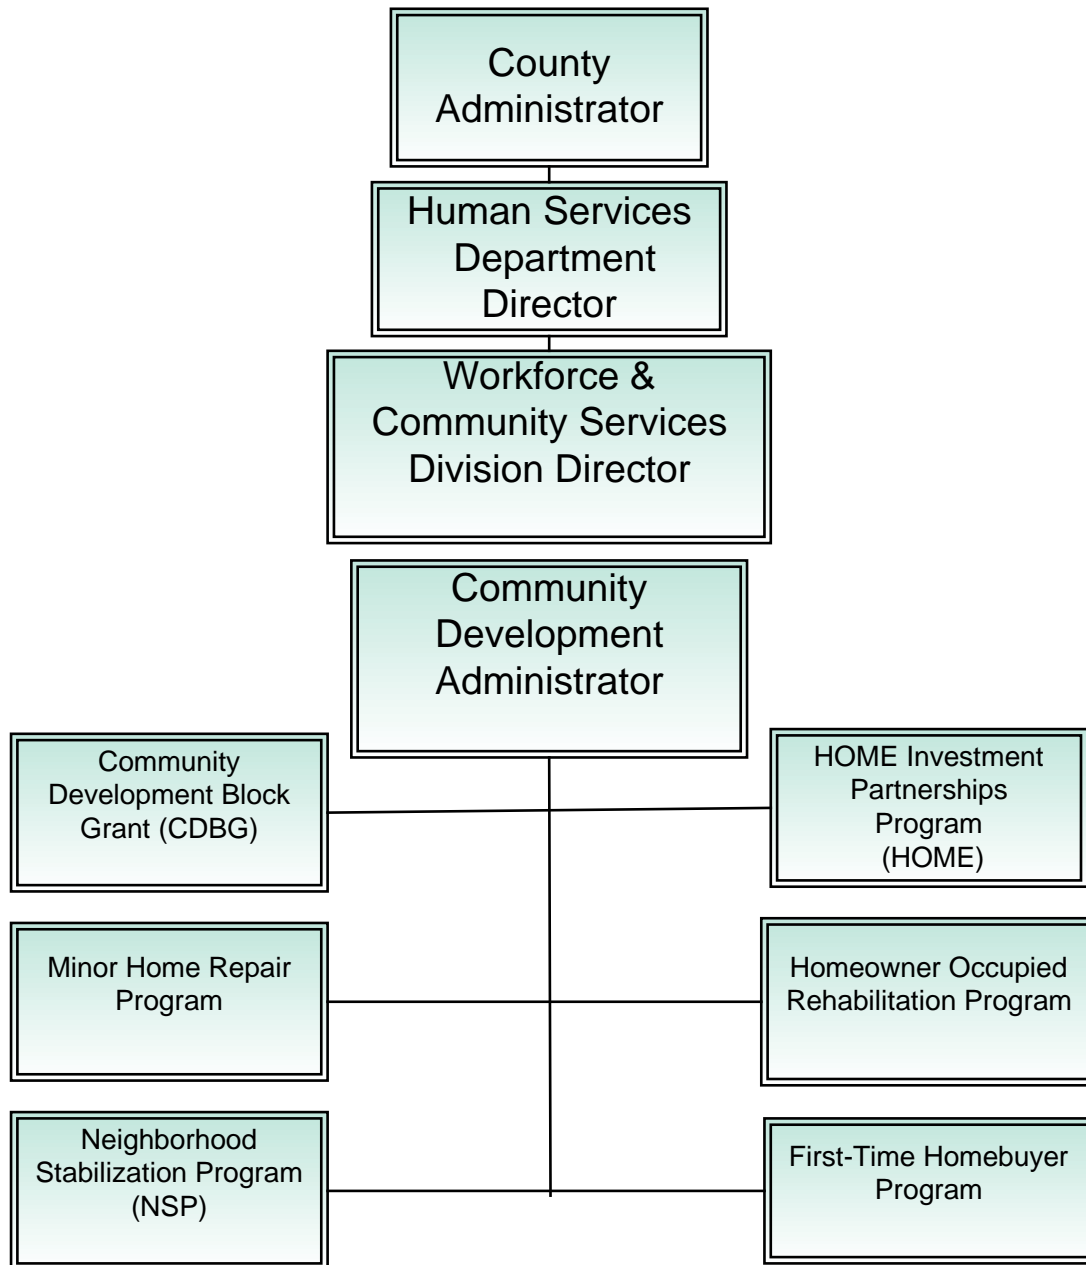 County
Administrator
Human Services
Department
Director
Workforce &
Community Services
Division Director
Community
Development
Administrator
Community
Development Block
Grant (CDBG)
HOME Investment
Partnerships
Program
(HOME)
Minor Home Repair
Program
Homeowner Occupied
Rehabilitation Program
Neighborhood
Stabilization Program
(NSP)
First-Time Homebuyer
Program